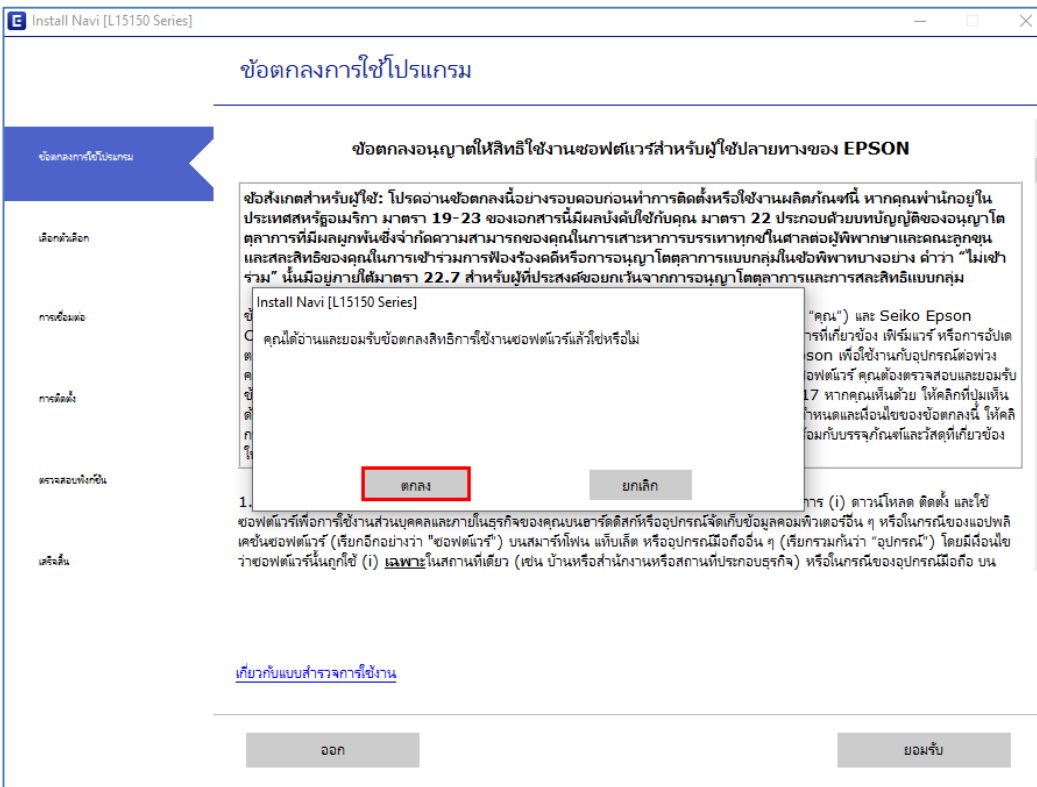 Install Navi [L15150 Series]
ข้อตกลงการใช้โปรแกรม
ข้อตกลงการใช้โปรแกรม
เลือกตัวเลือก
การเชื่อมต่อ
การติดตั้ง
ตรวจสอบฟังก์ชัน
เสร็จสิ้น
ข้อตกลงอนุญาตให้สิทธิใช้งานซอฟต์แวร์สำหรับผู้ใช้ปลายทางของ EPSON
ข้อสังเกตสำหรับผู้ใช้: โปรดอ่านข้อตกลงนี้อย่างรอบคอบก่อนทำการติดตั้งหรือใช้งานผลิตภัณฑ์นี้ หากคุณพำนักอยู่ใน
ประเทศสหรัฐอเมริกา มาตรา 19-23 ของเอกสารนี้มีผลบังคับใช้กับคุณ มาตรา 22 ประกอบด้วยบทบัญญัติของอนุญาโต
ตุลาการที่มีผลผูกพันซึ่งจำกัดความสามารถของคุณในการเสาะหาการบรรเทาทุกข์ในศาลต่อผู้พิพากษาและคณะลูกขุน
และสละสิทธิของคุณในการเข้าร่วมการฟ้องร้องคดีหรือการอนุญาโตตุลาการแบบกลุ่มในข้อพิพาทบางอย่าง คำว่า “ไม่เข้า
ร่วม” นั้นมีอยู่ภายใต้มาตรา 22.7 สำหรับผู้ที่ประสงค์ขอยกเว้นจากการอนุญาโตตุลาการและการสละสิทธิแบบกลุ่ม
Install Navi [L15150 Series]
คุณได้อ่านและยอมรับข้อตกลงสิทธิการใช้งานซอฟต์แวร์แล้วใช่หรือไม่
ตกลง
ยกเลิก
“คุณ”) และ Seiko Epson
ารที่เกี่ยวข้อง เฟิร์มแวร์ หรือการอัปเด
son เพื่อใช้งานกับอุปกรณ์ต่อพ่วง
อฟต์แวร์ คุณต้องตรวจสอบและยอมรับ
17 หากคุณเห็นด้วย ให้คลิกที่ปุ่มเห็น
ำหนดและเงื่อนไขของข้อตกลงนี้ ให้คลิ
้อมกับบรรจุภัณฑ์และวัสดุที่เกี่ยวข้อง
1.
าร (i) ดาวน์โหลด ติดตั้ง และใช้
ซอฟต์แวร์เพื่อการใช้งานส่วนบุคคลและภายในธุรกิจของคุณบนฮาร์ดดิสก์หรืออุปกรณ์จัดเก็บข้อมูลคอมพิวเตอร์อื่น ๆ หรือในกรณีของแอปพลิ
เคชั่นซอฟต์แวร์ (เรียกอีกอย่างว่า "ซอฟต์แวร์") บนสมาร์ทโฟน แท็บเล็ต หรืออุปกรณ์มือถืออื่น ๆ (เรียกรวมกันว่า “อุปกรณ์”) โดยมีเงื่อนไข
ว่าซอฟต์แวร์นั้นถูกใช้ (i) เฉพาะในสถานที่เดียว (เช่น บ้านหรือสำนักงานหรือสถานที่ประกอบธุรกิจ) หรือในกรณีของอุปกรณ์มือถือ บน
เกี่ยวกับแบบสำรวจการใช้งาน
ออก
ยอมรับ